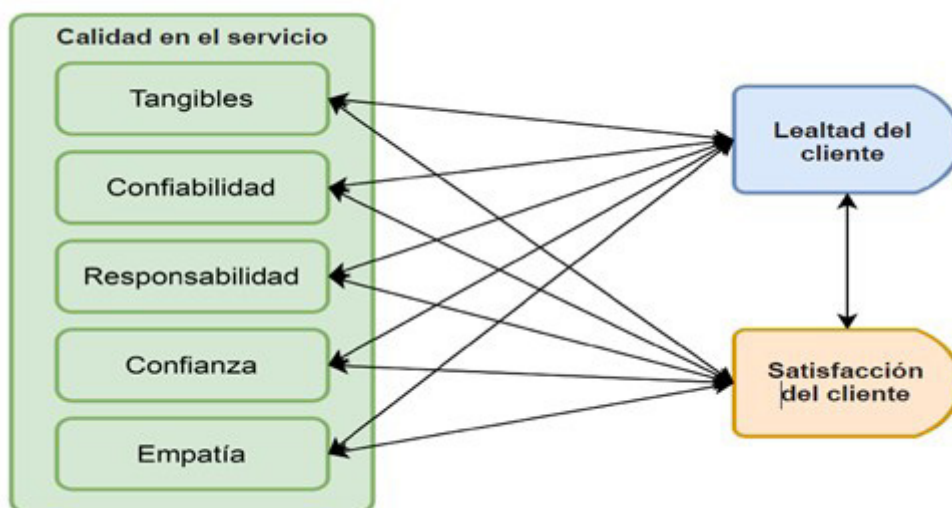 Calidad en el servicio
Tangibles
Confiabilidad
Responsabilidad
Confianza
Empatía
Lealtad del
cliente
Satisfacción
del cliente